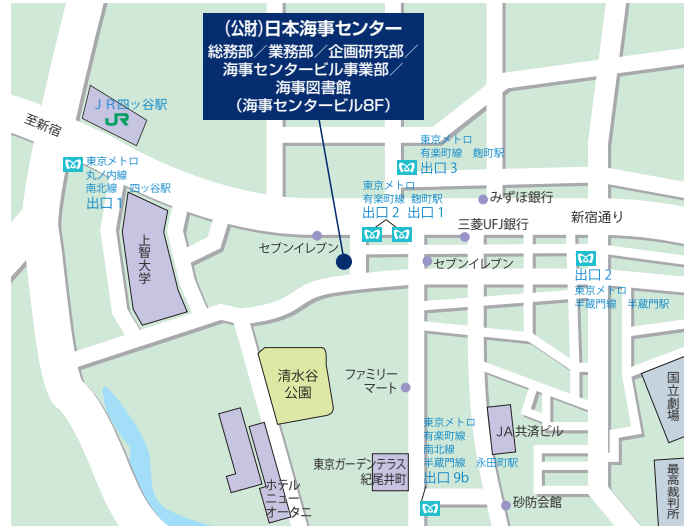 (公財)日本海事センター
総務部／業務部／企画研究部／
海事センタービル事業部／
海事図書館
（海事センタービル8F）
ＪＲ四ッ谷駅
JR
至新宿
東京メトロ
丸ノ内線
南北線　四ッ谷駅
出口1
東京メトロ
有楽町線　麹町駅
出口3
東京メトロ
有楽町線 麹町駅
出口2 出口1
みずほ銀行
三菱UFJ銀行
新宿通り
セブンイレブン
セブンイレブン
上智大学
出口2
東京メトロ
半蔵門線　半蔵門駅
清水谷
公園
ファミリー
マート
国立劇場
東京メトロ
有楽町線
南北線
半蔵門線　永田町駅
出口9b
JA共済ビル
東京ガーデンテラス
紀尾井町
ホテル
ニュー
オータニ
砂防会館
最高裁判所